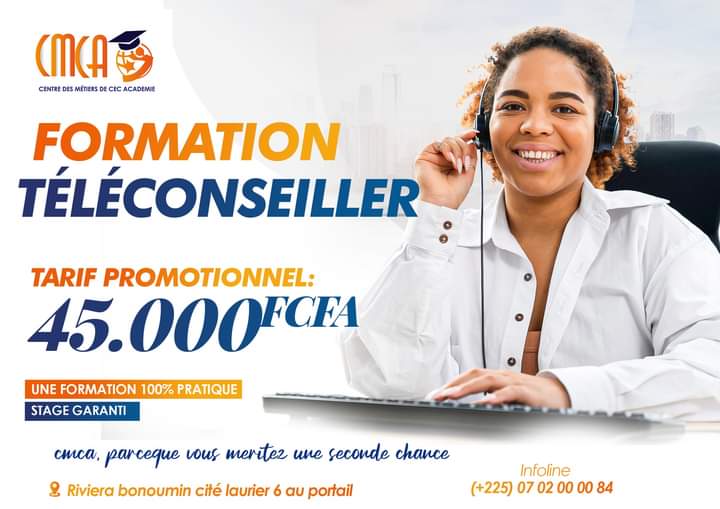 CMCA
CENTRE DES MÉTIERS DE CEC ACADEMIE
FORMATION
TÉLÉCONSEILLER
TARIF PROMOTIONNEL:
45.000 FCFA
UNE FORMATION 100% PRATIQUE
STAGE GARANTI
cmca, parceque vous meritez une seconde chance
Riviera bonoumin cité laurier 6 au portail
Infoline
(+225) 07 02 00 00 84